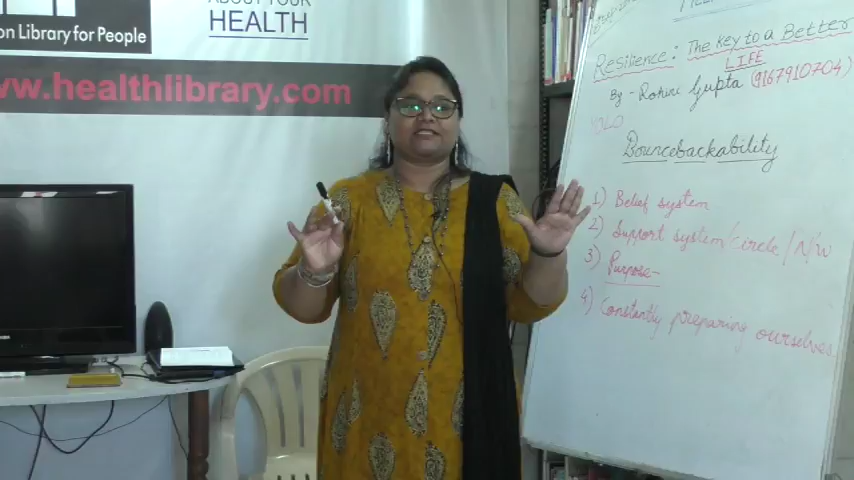 ABOUT YOUR
HEALTH
on Library for People
ww.healthlibrary.com
Resilience: The Key to a Better
LIFE
By - Rohini Gupta (9167910704)
Bouncebackability
1) Belief system
2) Support system/circle/N/W
3) Purpose-
4) Constantly preparing ourselves